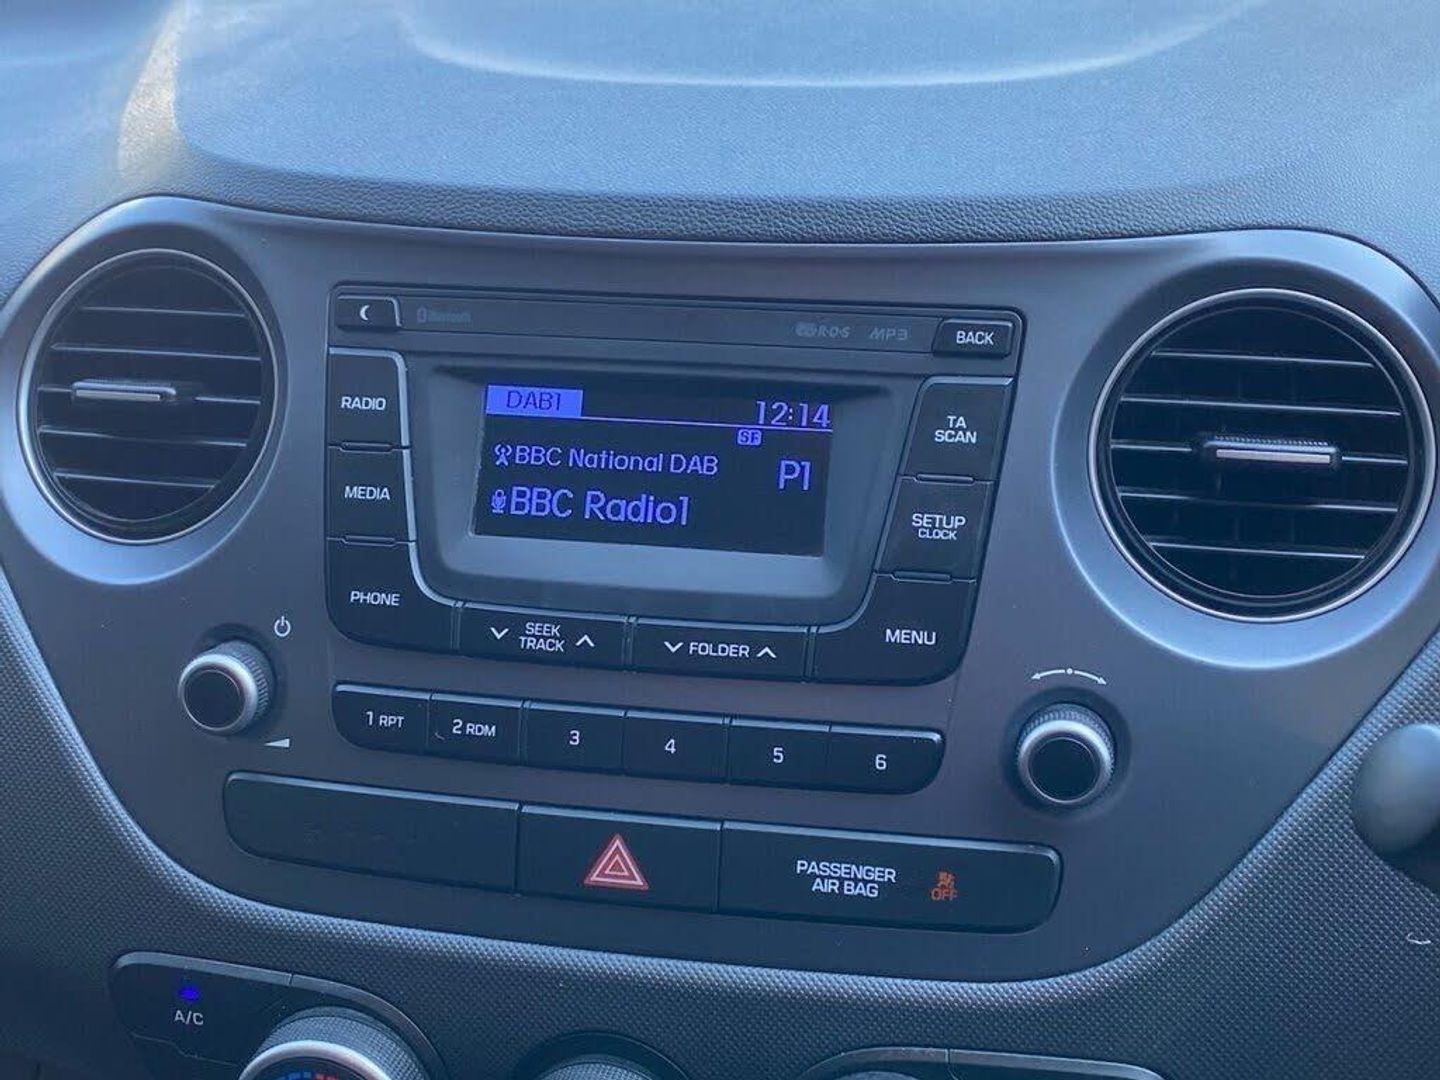 Bluetooth
R·D·S MP3
BACK
RADIO
MEDIA
PHONE
DAB1
12:14
SF
BBC National DAB
P1
BBC Radio1
TA
SCAN
SETUP
CLOCK
MENU
SEEK
TRACK
FOLDER
1 RPT
2 RDM
3
4
5
6
PASSENGER
AIR BAG
OFF
A/C